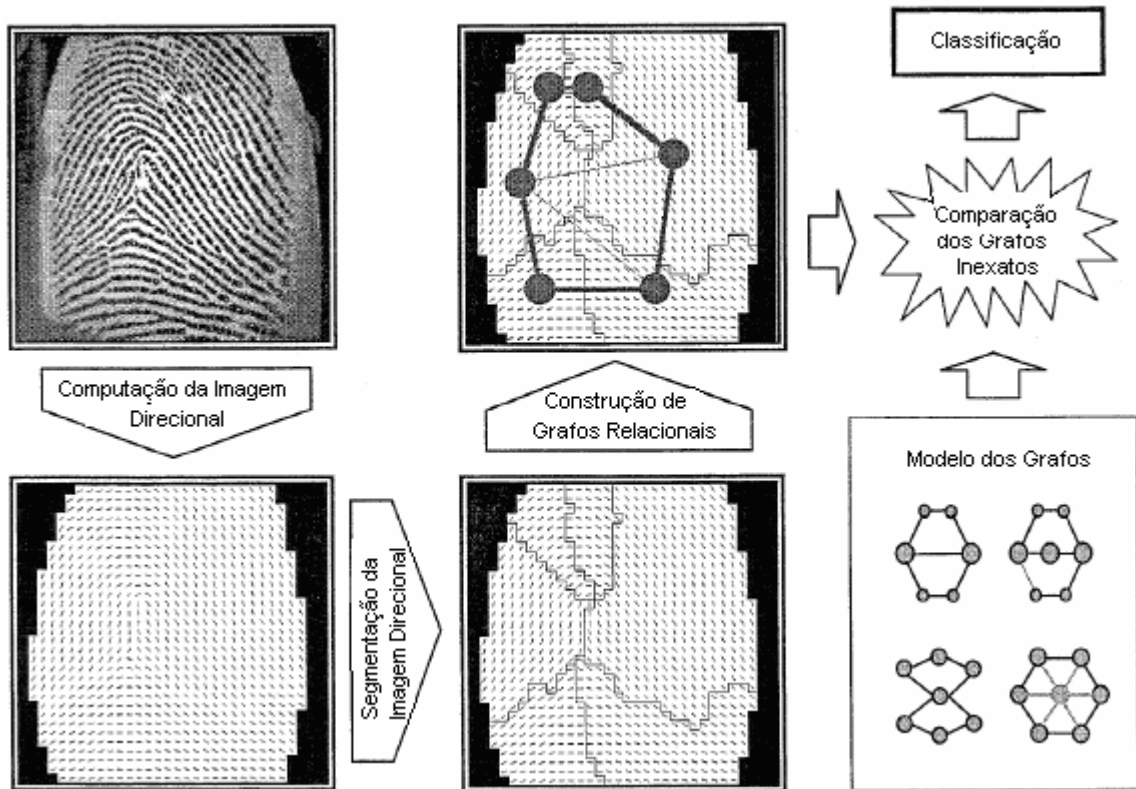 Computação da Imagem
Direcional
Segmentação da
Imagem Direcional
Construção de
Grafos Relacionais
Classificação
Comparação
dos Grafos
Inexatos
Modelo dos Grafos